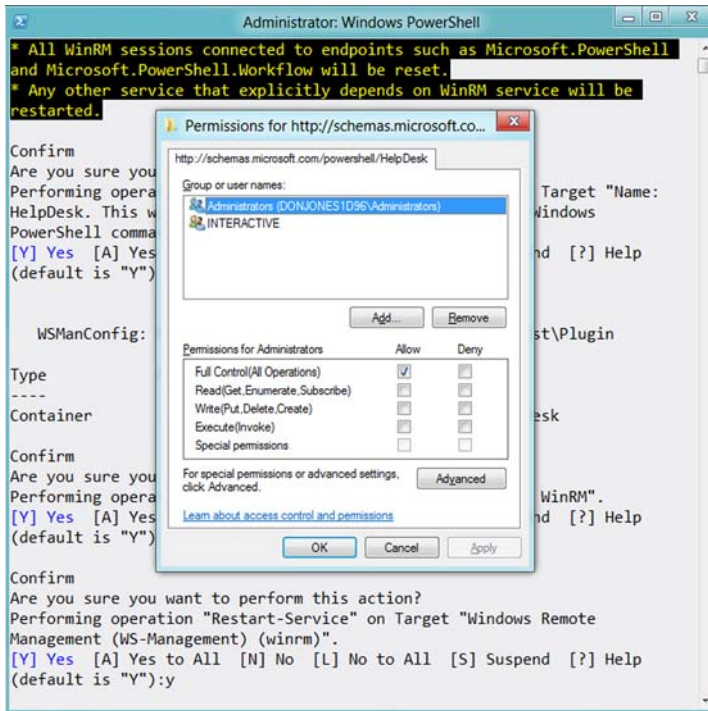 Administrator: Windows PowerShell
* All WinRM sessions connected to endpoints such as Microsoft.PowerShell
and Microsoft.PowerShell.Workflow will be reset.
* Any other service that explicitly depends on WinRM service will be
restarted.
Confirm
Are you sure you
Performing opera Target "Name:
HelpDesk. This w Windows
PowerShell comma
[Y] Yes [A] Yes nd [?] Help
(default is "Y")
WSManConfig: st\Plugin
Type
----
Container esk
Confirm
Are you sure you
Performing opera WinRM".
[Y] Yes [A] Yes nd [?] Help
(default is "Y")
Permissions for http://schemas.microsoft.co...
http://schemas.microsoft.com/powershell/HelpDesk
Group or user names:
Administrators (DONJONES1D96\Administrators)
INTERACTIVE
Add... Remove
Permissions for Administrators Allow Deny
Full Control(All Operations)
Read(Get,Enumerate,Subscribe)
Write(Put,Delete,Create)
Execute(Invoke)
Special permissions
For special permissions or advanced settings,
click Advanced.
Advanced
Learn about access control and permissions
OK Cancel Apply
Confirm
Are you sure you want to perform this action?
Performing operation "Restart-Service" on Target "Windows Remote
Management (WS-Management) (winrm)".
[Y] Yes [A] Yes to All [N] No [L] No to All [S] Suspend [?] Help
(default is "Y"):y